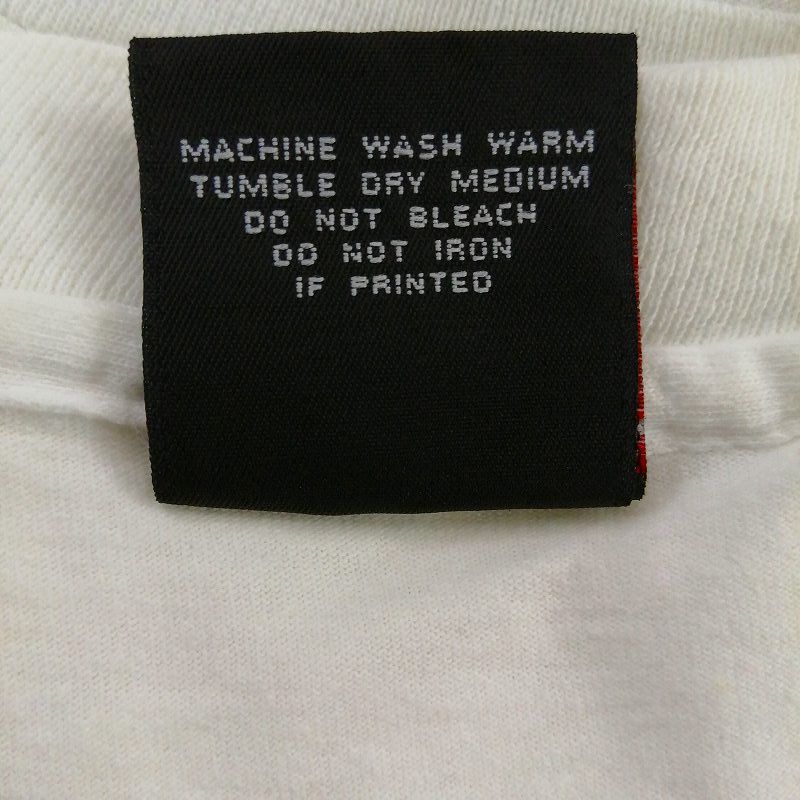 MACHINE WASH WARM
TUMBLE DRY MEDIUM
DO NOT BLEACH
DO NOT IRON
IF PRINTED